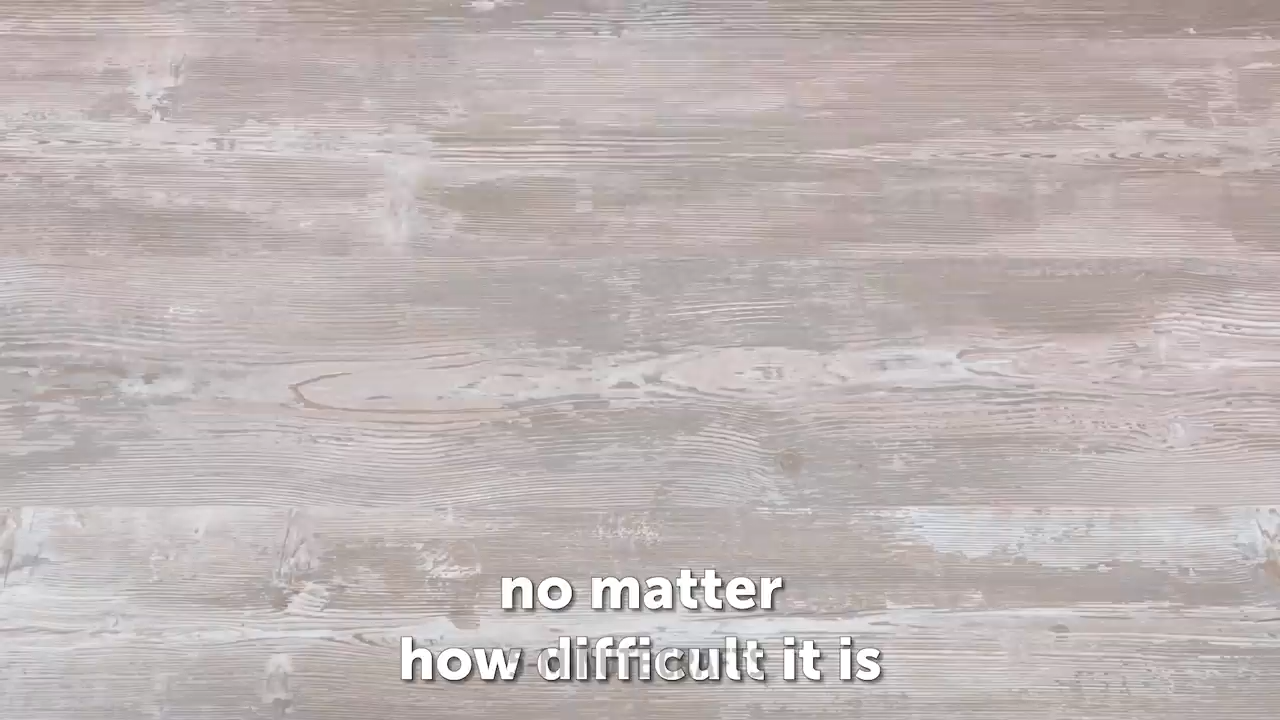 no matter
how difficult it is